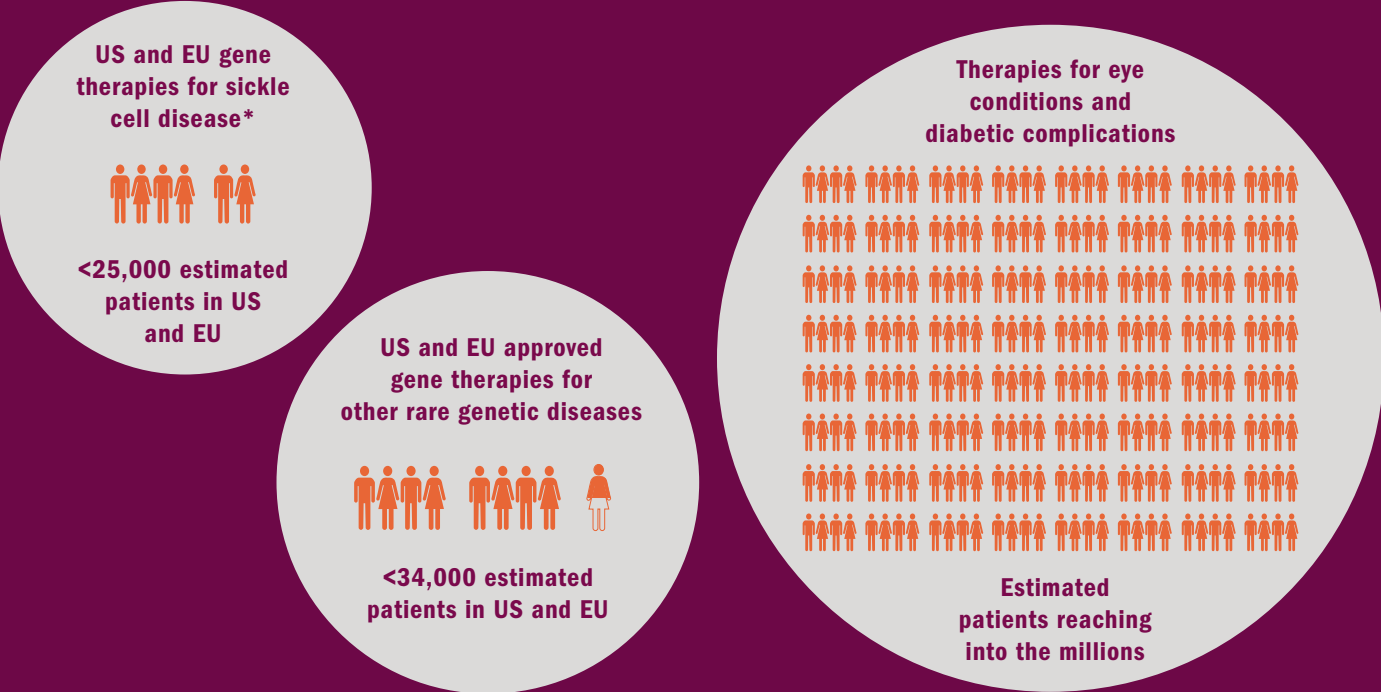 US and EU gene
therapies for sickle
cell disease*
<25,000 estimated
patients in US
and EU
US and EU approved
gene therapies for
other rare genetic diseases
<34,000 estimated
patients in US and EU
Therapies for eye
conditions and
diabetic complications
Estimated
patients reaching
into the millions